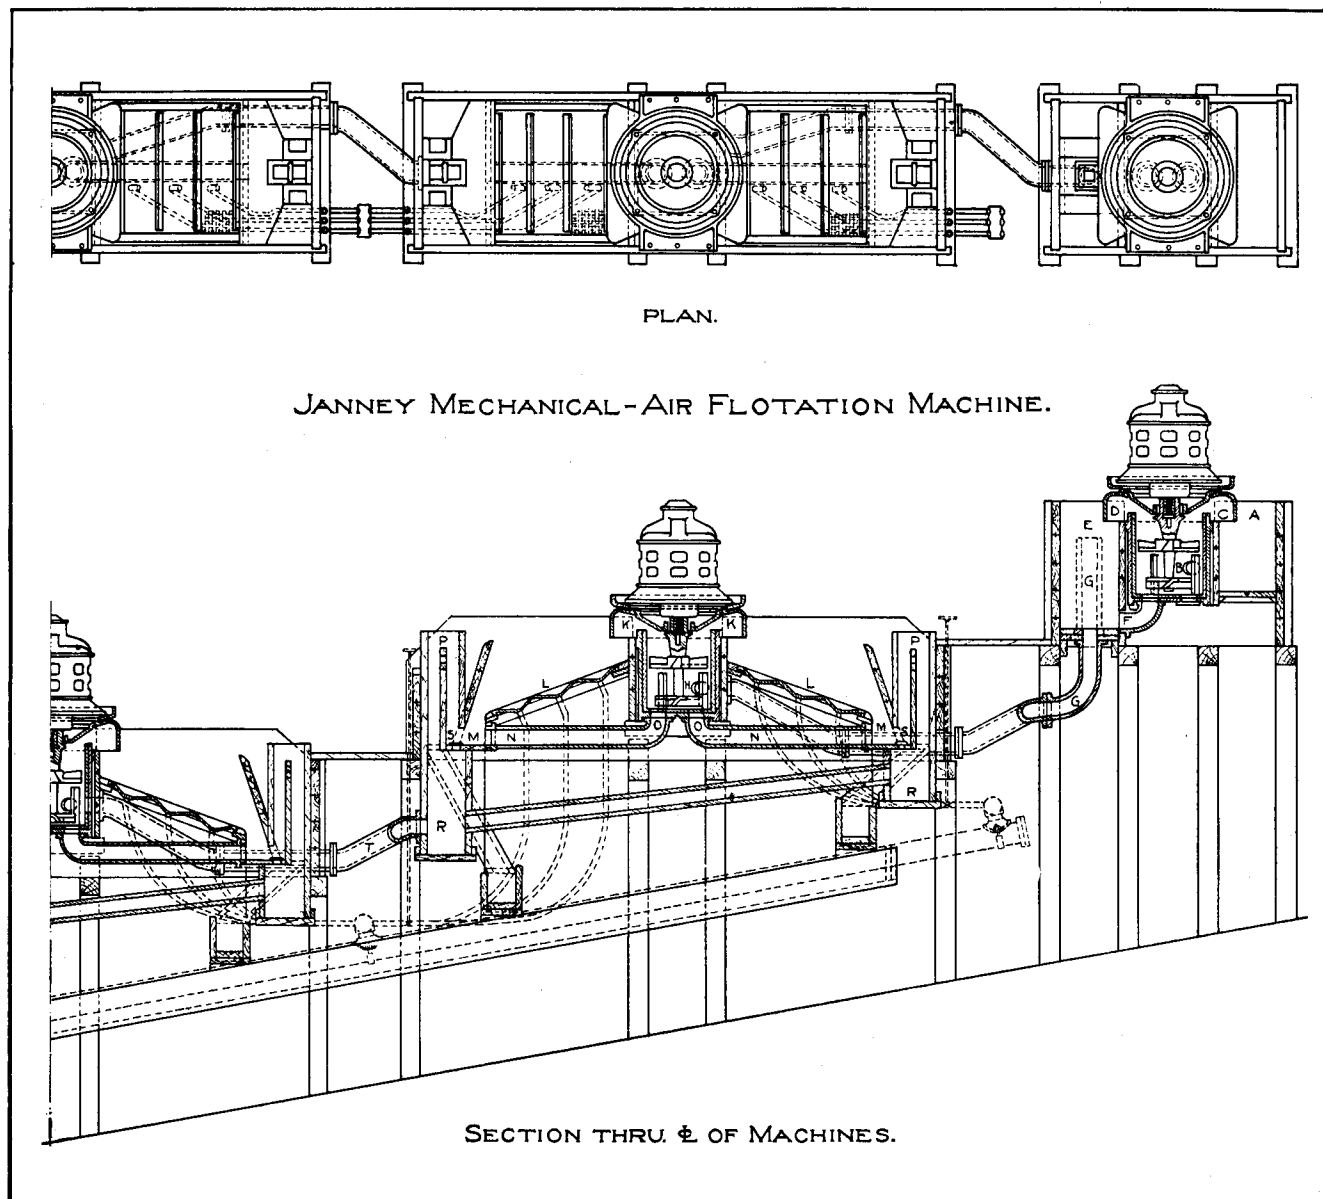 PLAN.
JANNEY MECHANICAL-AIR FLOTATION MACHINE.
D C A
E
B
G
F
K K
P P
H
L L
G
S M N O O N M S
R
R
T
SECTION THRU. ℄ OF MACHINES.